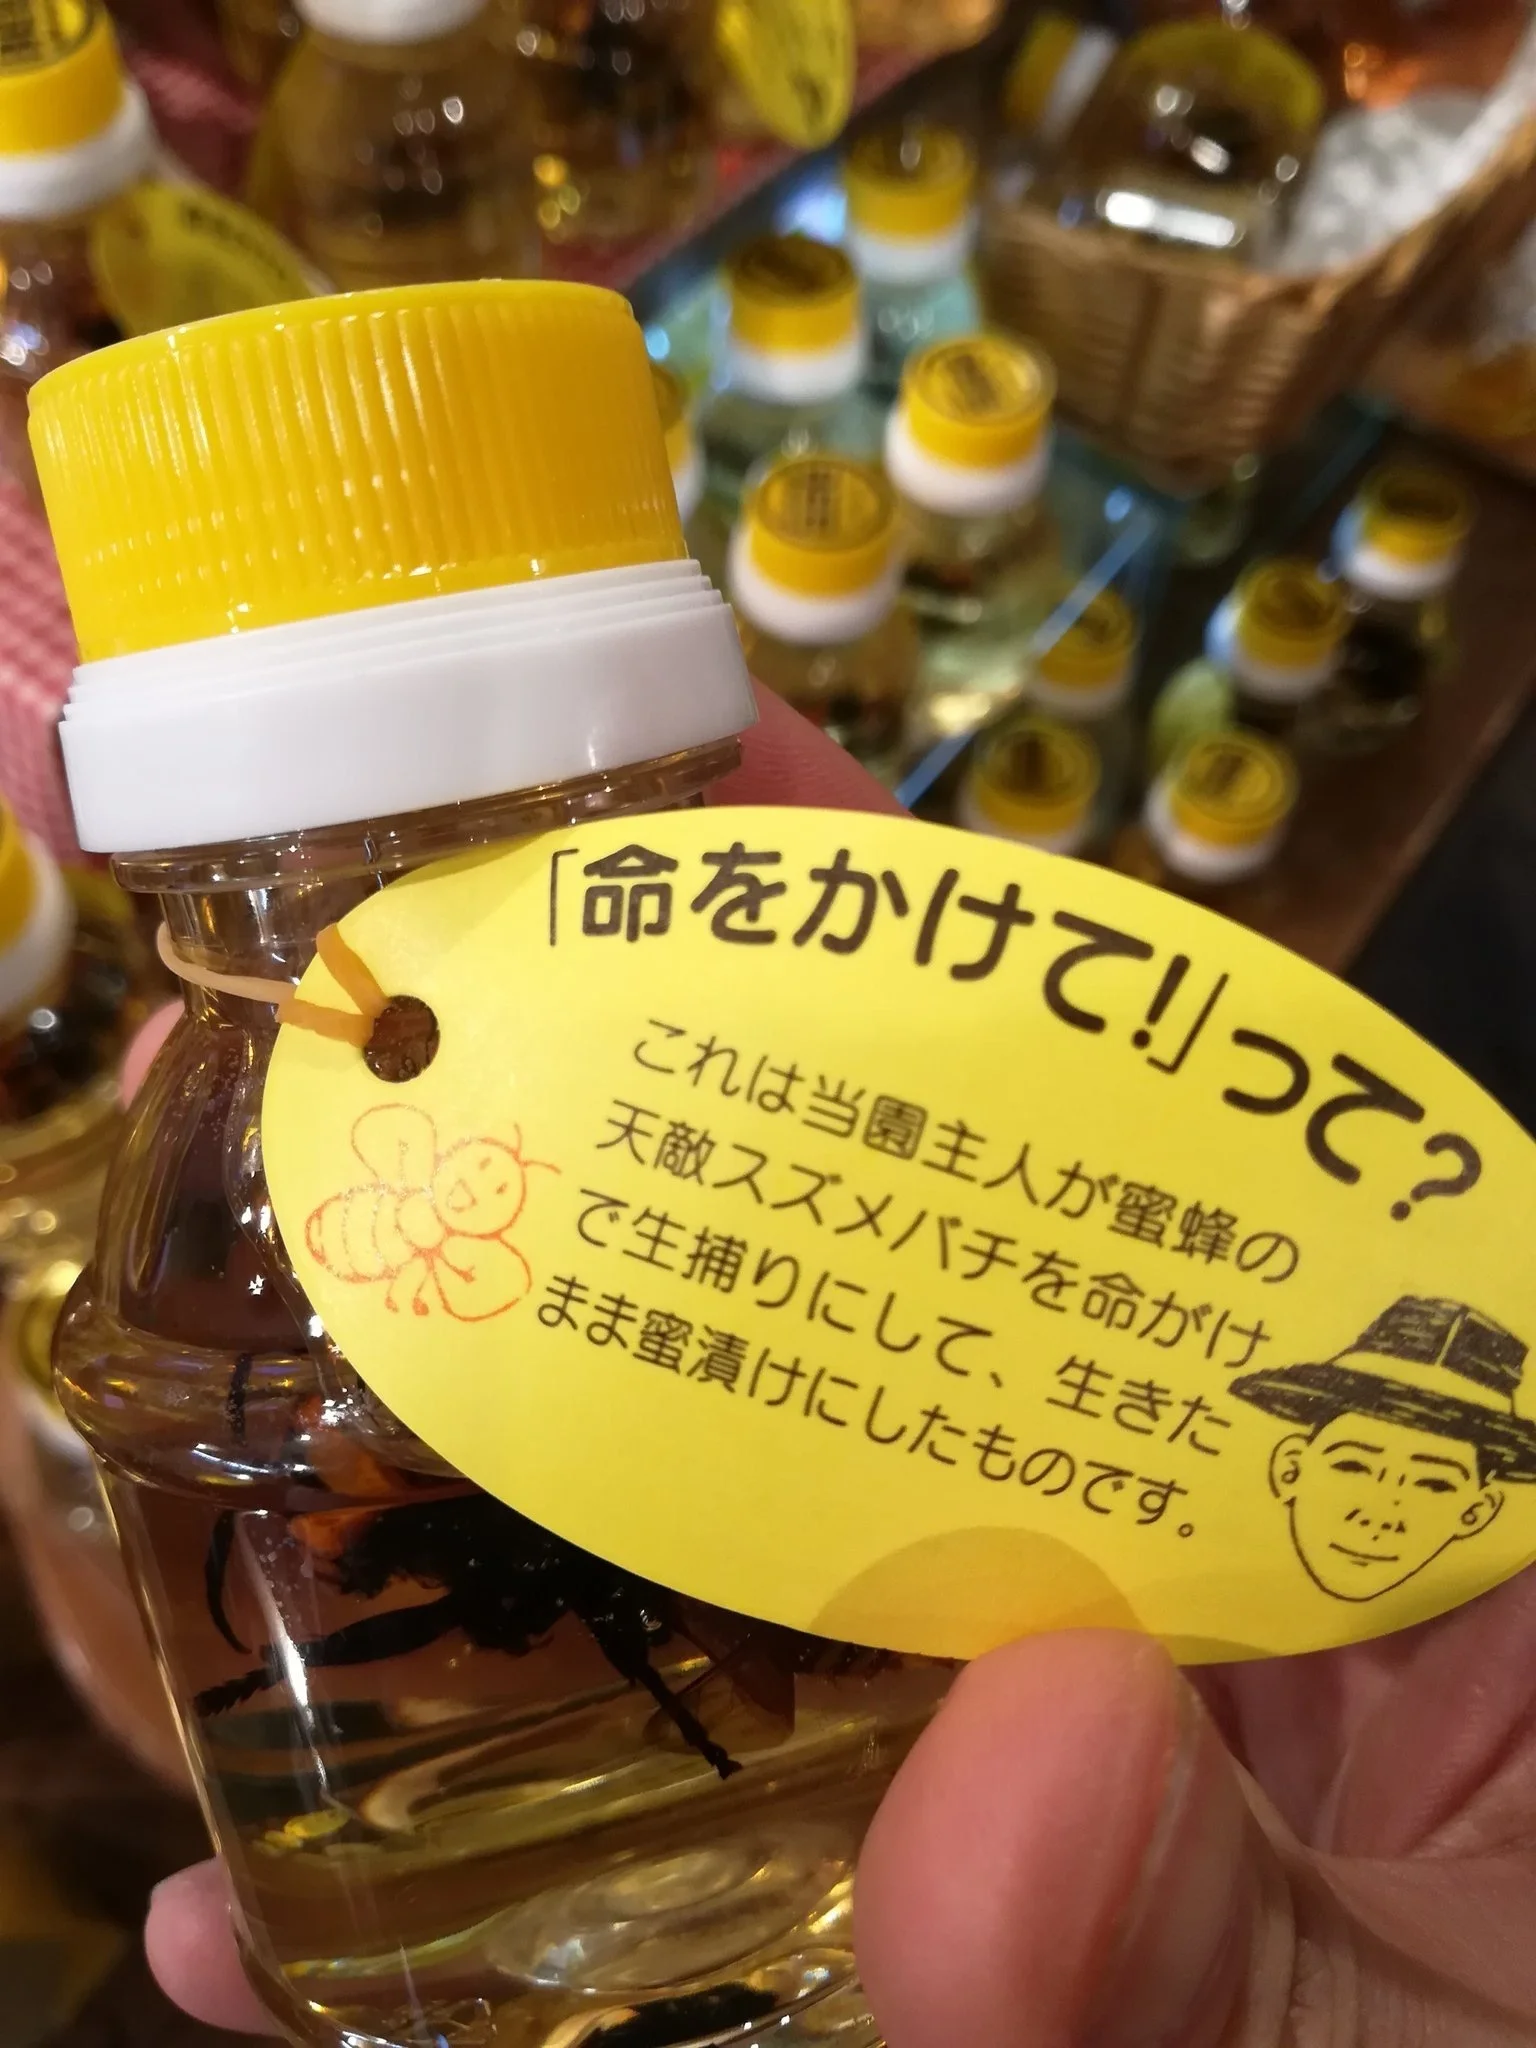 「命をかけて!」って?
これは当園主人が蜜蜂の
天敵スズメバチを命がけ
で生捕りにして、生きた
まま蜜漬けにしたものです。